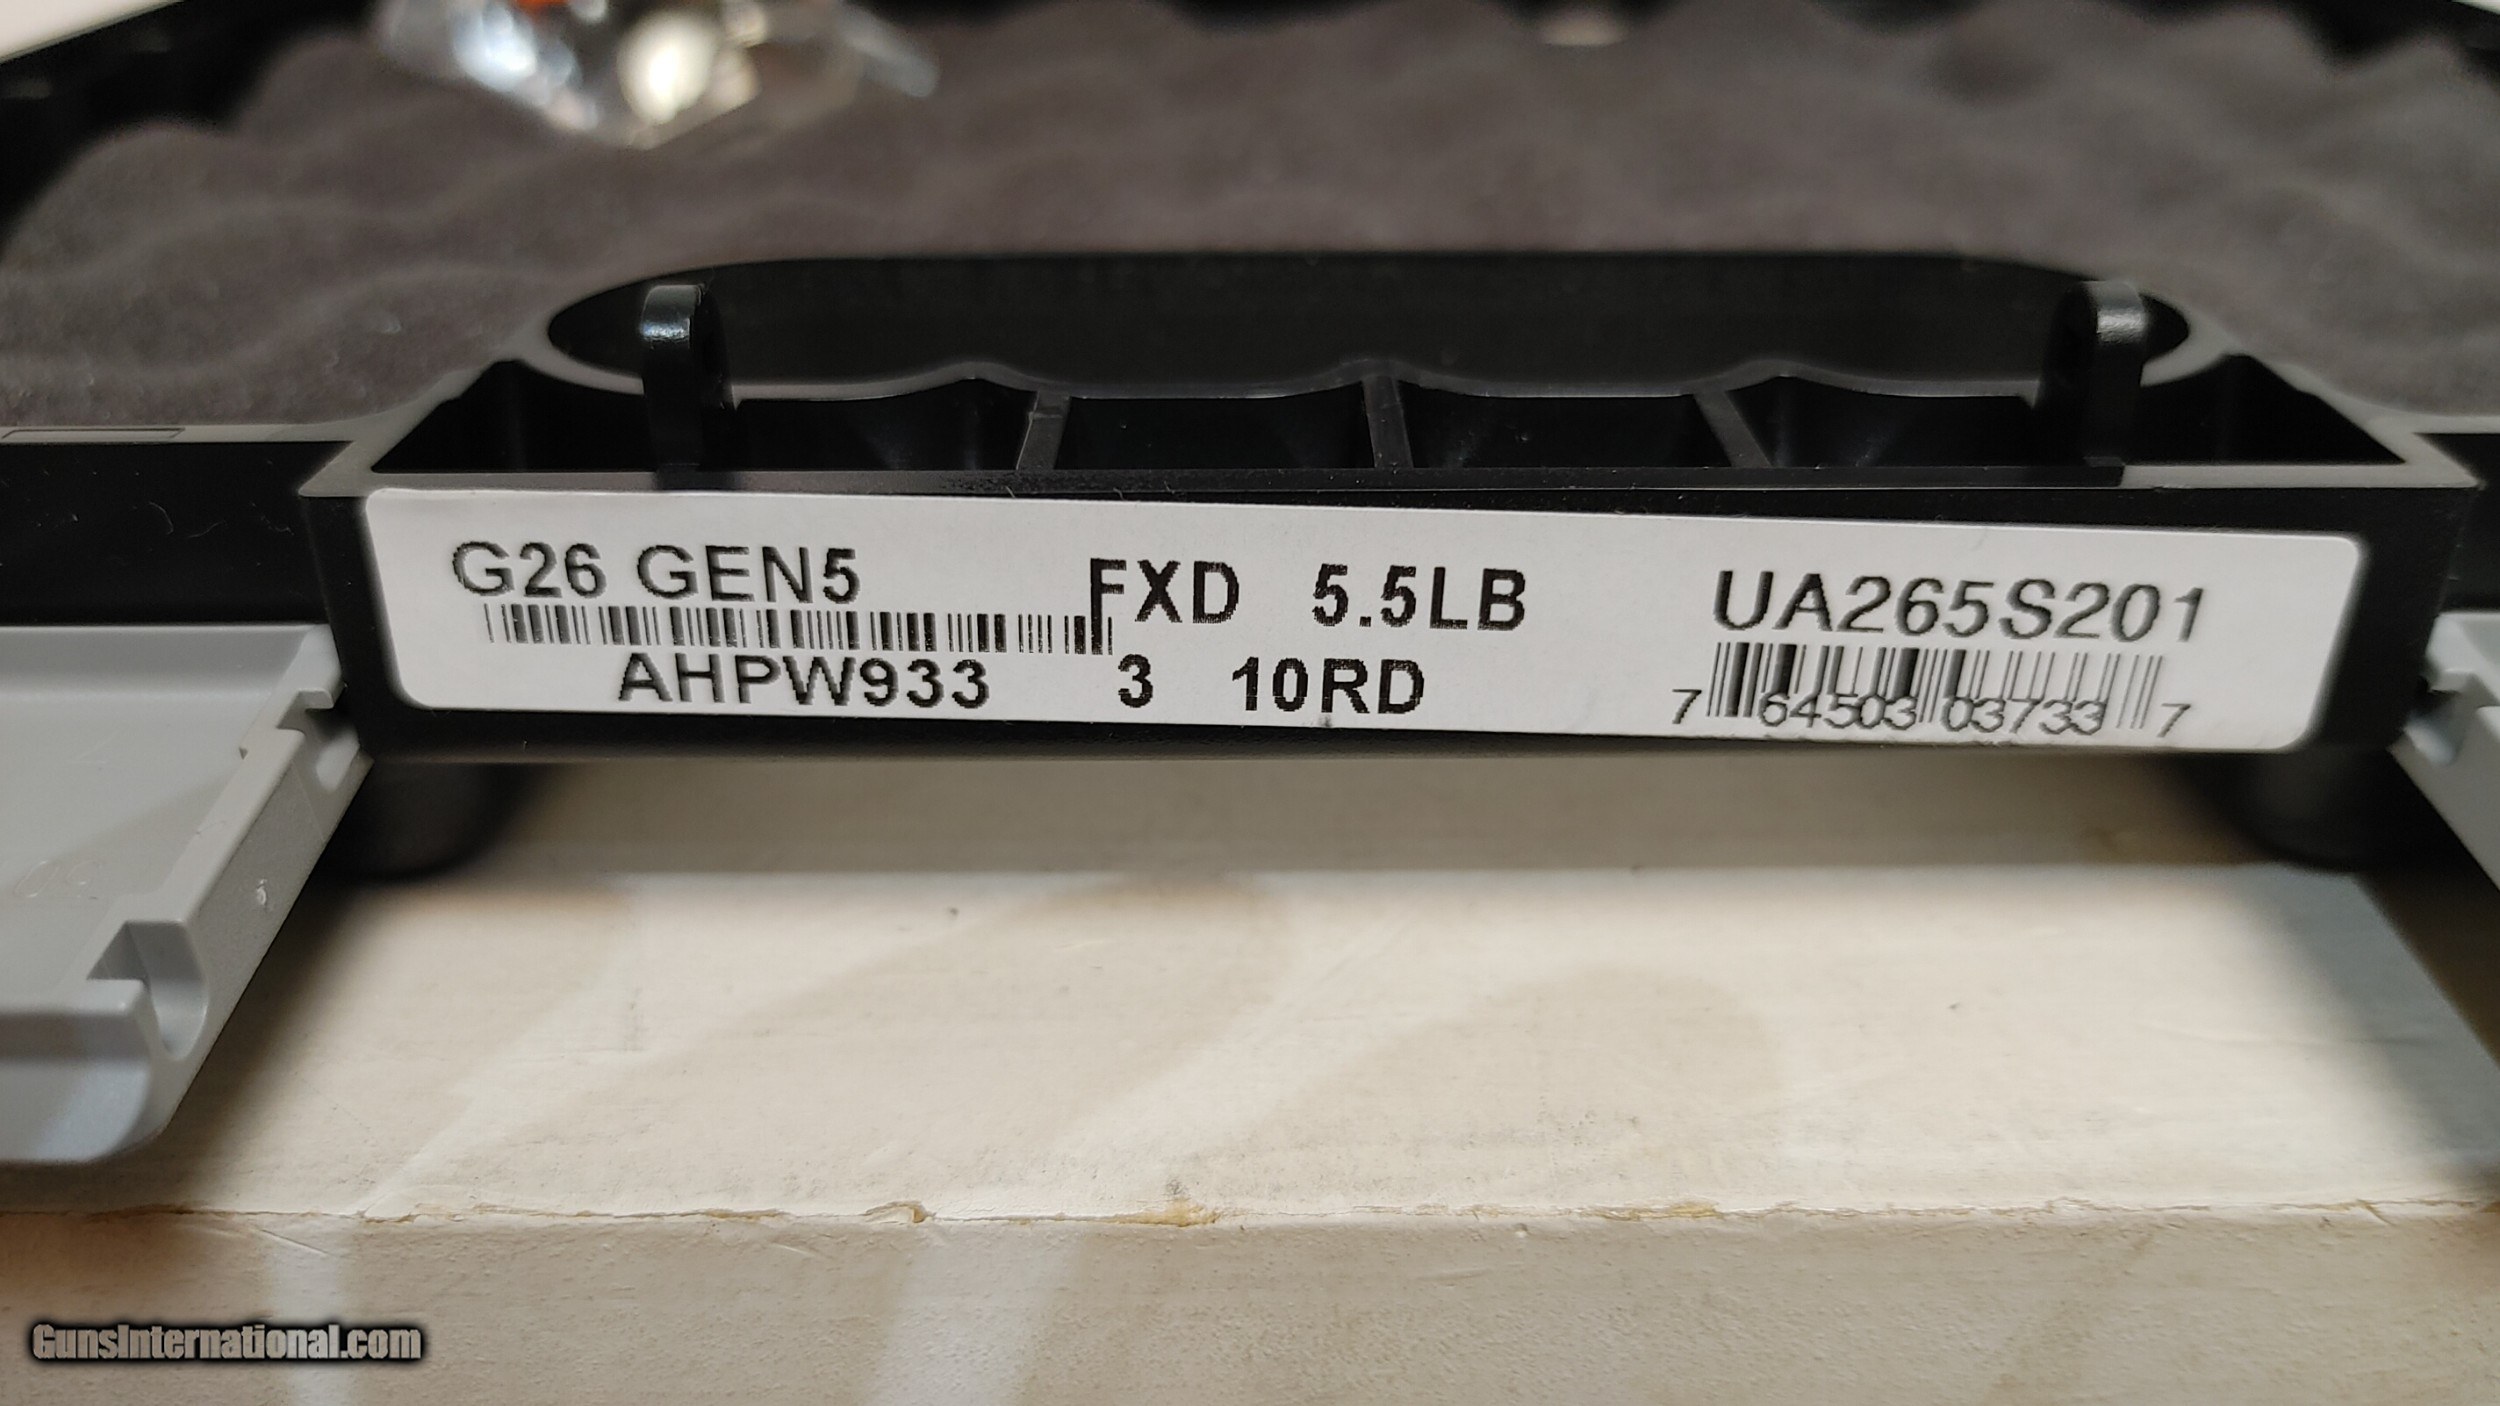 G26 GEN5 FXD 5.5LB UA265S201
AHPW933 3 10RD 7 64503 03733 7
GunsInternational.com